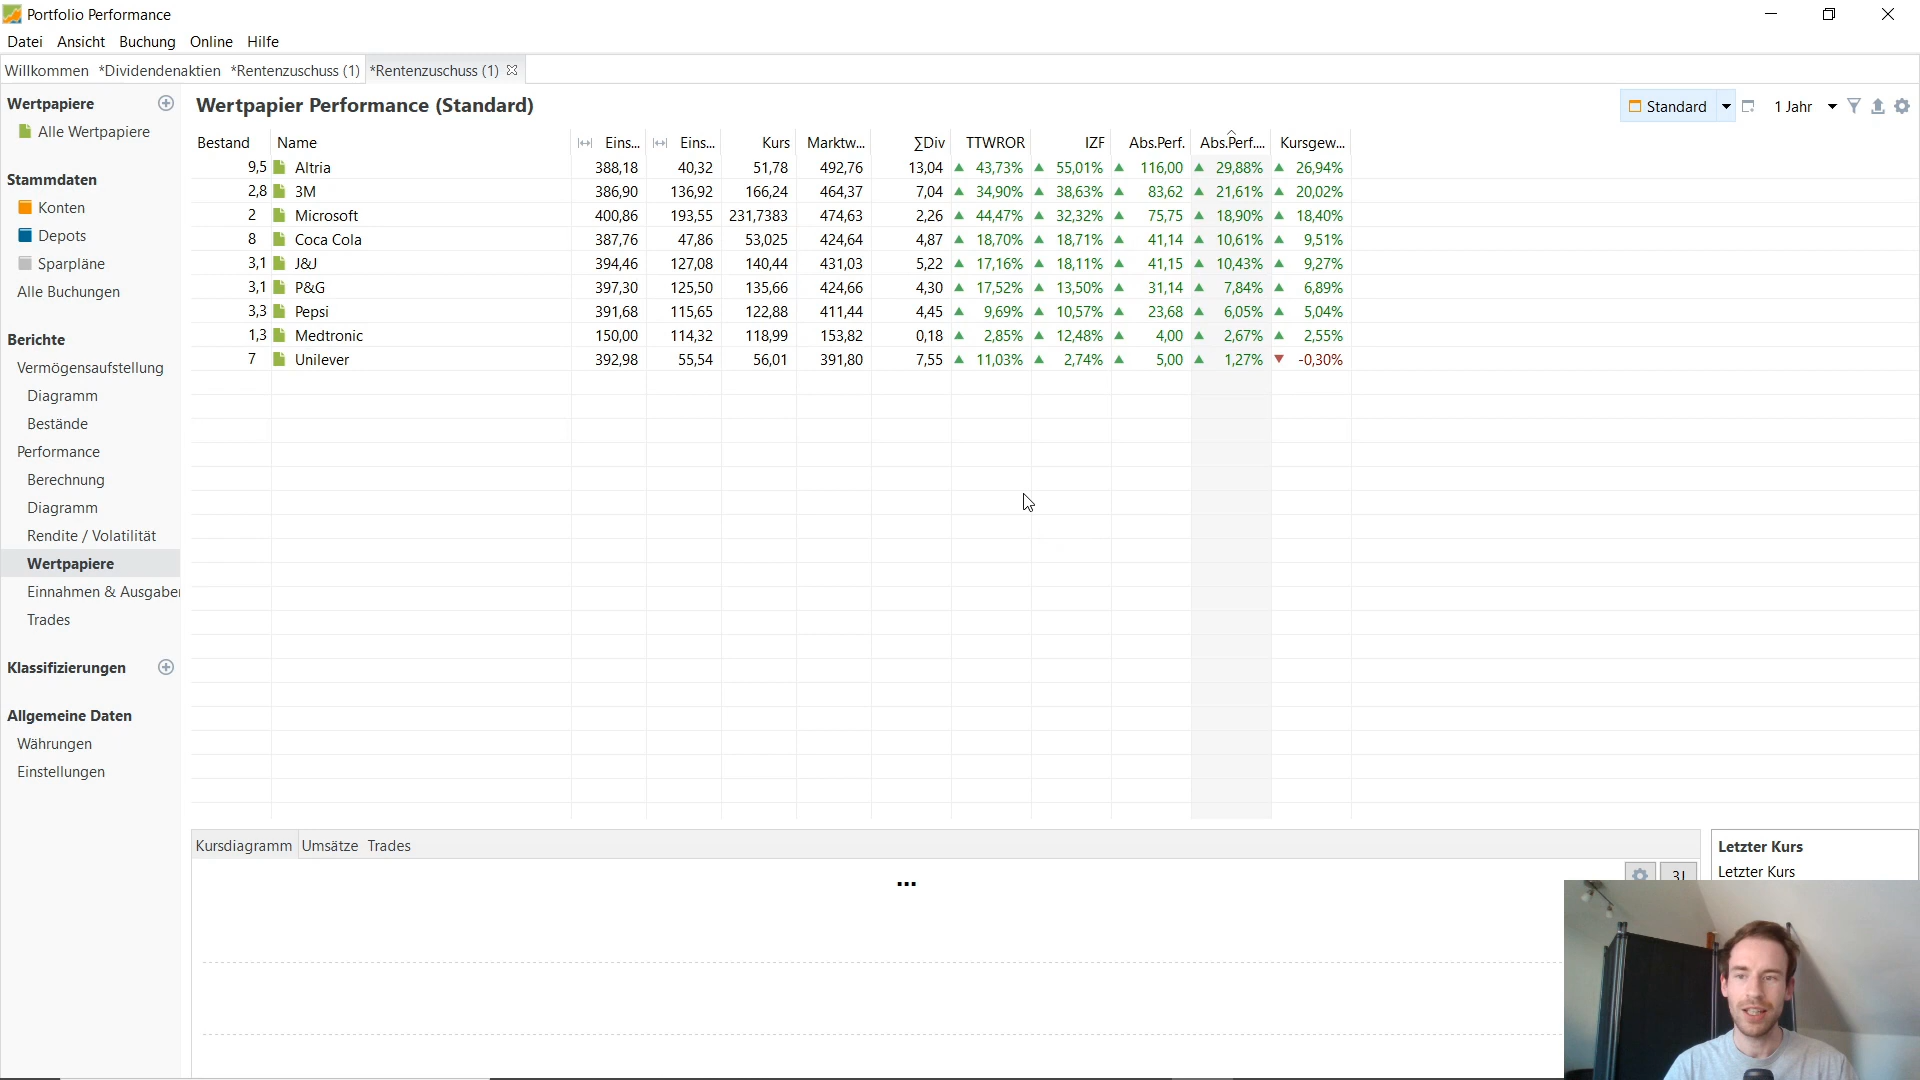 Portfolio Performance
Datei Ansicht Buchung Online Hilfe
Willkommen *Dividendenaktien *Rentenzuschuss (1) *Rentenzuschuss (1)
Wertpapiere
Alle Wertpapiere
Stammdaten
Konten
Depots
Sparpläne
Alle Buchungen
Berichte
Vermögensaufstellung
Diagramm
Bestände
Performance
Berechnung
Diagramm
Rendite / Volatilität
Wertpapiere
Einnahmen & Ausgaben
Trades
Klassifizierungen
Allgemeine Daten
Währungen
Einstellungen
Wertpapier Performance (Standard)
Standard 1 Jahr
Bestand Name Eins... Eins... Kurs Marktw... ∑Div TTWROR IZF Abs.Perf. Abs.Perf.... Kursgew...
9,5 Altria 388,18 40,32 51,78 492,76 13,04 43,73% 55,01% 116,00 29,88% 26,94%
2,8 3M 386,90 136,92 166,24 464,37 7,04 34,90% 38,63% 83,62 21,61% 20,02%
2 Microsoft 400,86 193,55 231,7383 474,63 2,26 44,47% 32,32% 75,75 18,90% 18,40%
8 Coca Cola 387,76 47,86 53,025 424,64 4,87 18,70% 18,71% 41,14 10,61% 9,51%
3,1 J&J 394,46 127,08 140,44 431,03 5,22 17,16% 18,11% 41,15 10,43% 9,27%
3,1 P&G 397,30 125,50 135,66 424,66 4,30 17,52% 13,50% 31,14 7,84% 6,89%
3,3 Pepsi 391,68 115,65 122,88 411,44 4,45 9,69% 10,57% 23,68 6,05% 5,04%
1,3 Medtronic 150,00 114,32 118,99 153,82 0,18 2,85% 12,48% 4,00 2,67% 2,55%
7 Unilever 392,98 55,54 56,01 391,80 7,55 11,03% 2,74% 5,00 1,27% -0,30%
Kursdiagramm Umsätze Trades
...
Letzter Kurs
Letzter Kurs